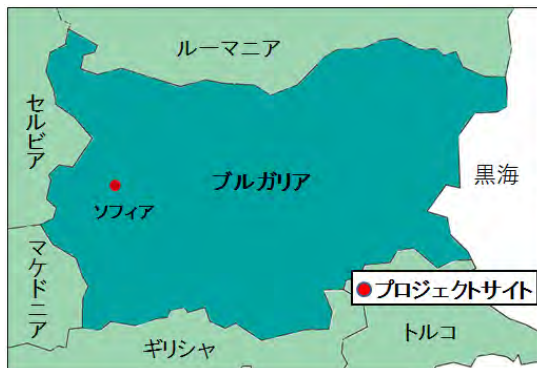 ルーマニア
セルビア
ブルガリア
黒海
ソフィア
マケドニア
●プロジェクトサイト
トルコ
ギリシャ